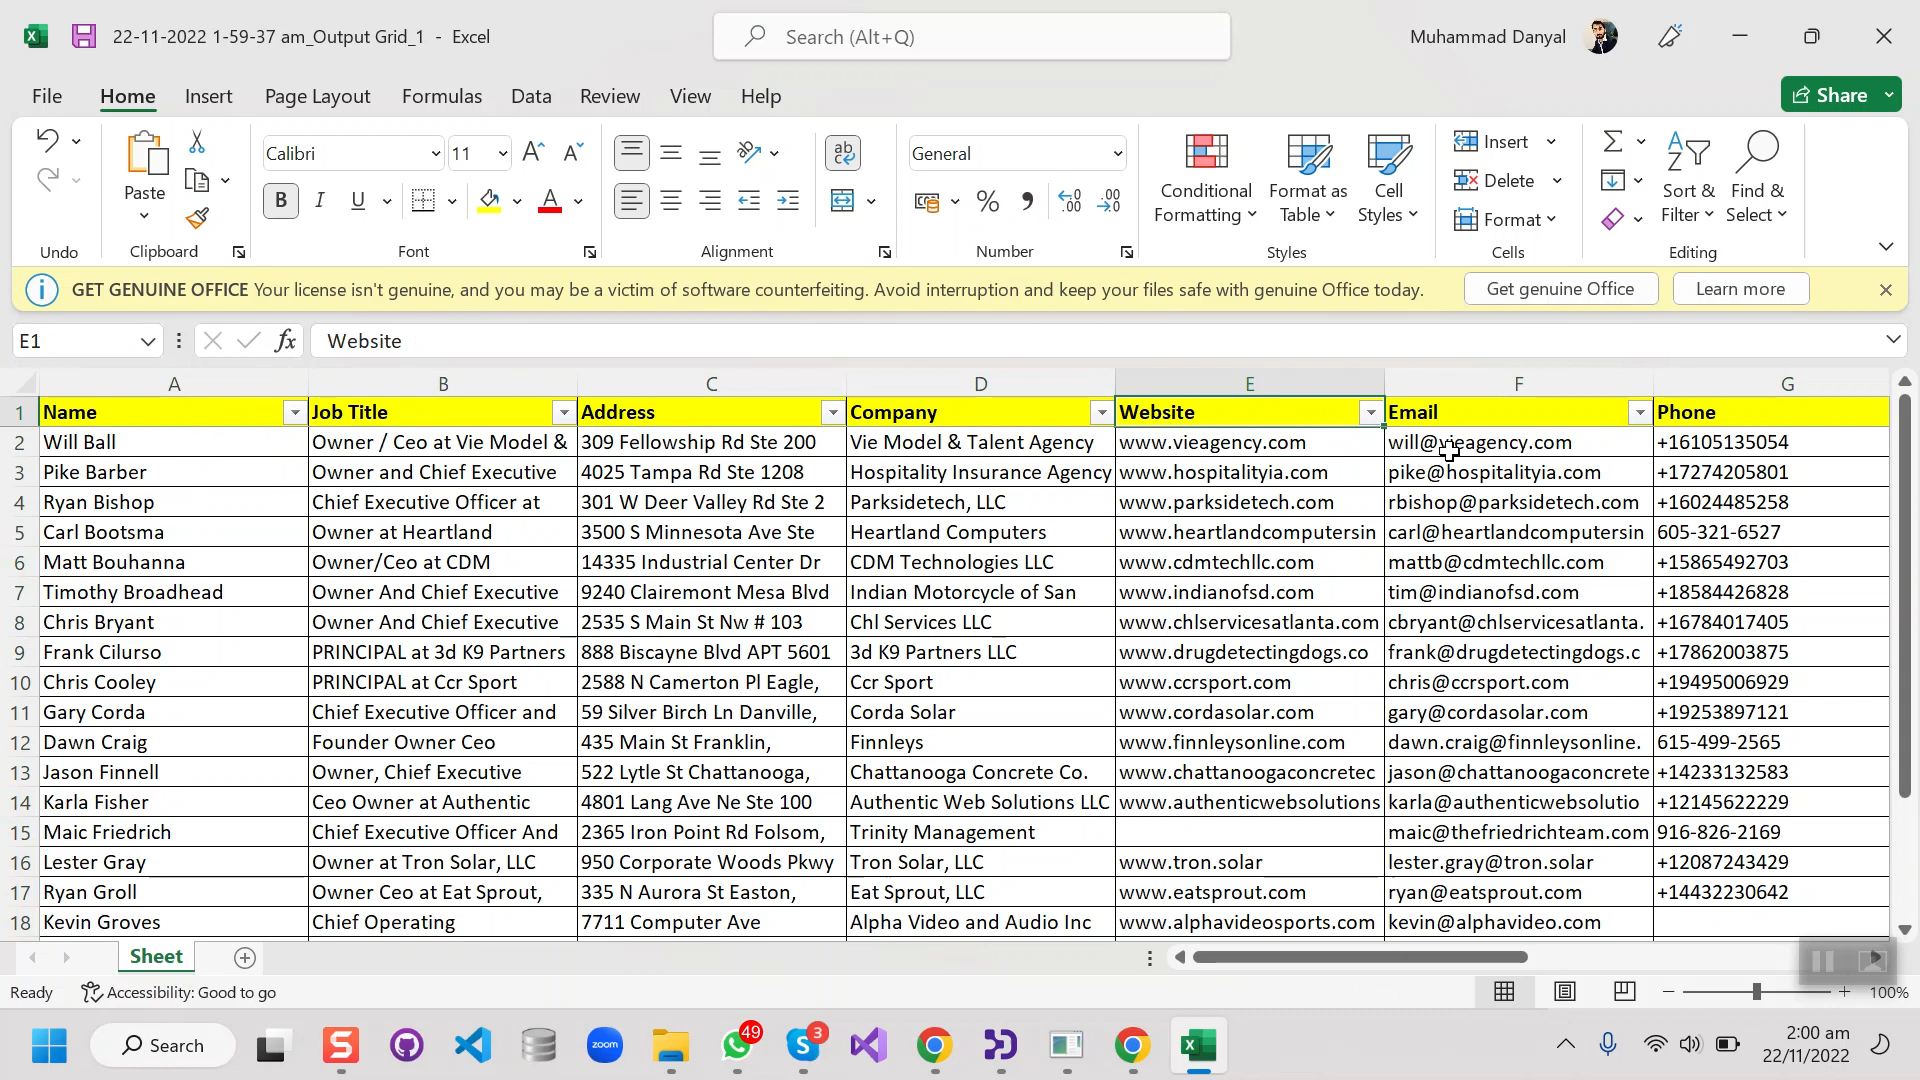 22-11-2022 1-59-37 am_Output Grid_1 - Excel
Search (Alt+Q)
Muhammad Danyal
File Home Insert Page Layout Formulas Data Review View Help
Share
Paste
Calibri 11
ab
General
Conditional Formatting
Format as Table
Cell Styles
Insert
Delete
Format
Sort & Filter
Find & Select
Undo Clipboard Font Alignment Number Styles Cells Editing
GET GENUINE OFFICE Your license isn't genuine, and you may be a victim of software counterfeiting. Avoid interruption and keep your files safe with genuine Office today. Get genuine Office Learn more
E1 fx Website
A B C D E F G
1 Name Job Title Address Company Website Email Phone
2 Will Ball Owner / Ceo at Vie Model & 309 Fellowship Rd Ste 200 Vie Model & Talent Agency www.vieagency.com will@vieagency.com +16105135054
3 Pike Barber Owner and Chief Executive 4025 Tampa Rd Ste 1208 Hospitality Insurance Agency www.hospitalityia.com pike@hospitalityia.com +17274205801
4 Ryan Bishop Chief Executive Officer at 301 W Deer Valley Rd Ste 2 Parksidetech, LLC www.parksidetech.com rbishop@parksidetech.com +16024485258
5 Carl Bootsma Owner at Heartland 3500 S Minnesota Ave Ste Heartland Computers www.heartlandcomputersin carl@heartlandcomputersin 605-321-6527
6 Matt Bouhanna Owner/Ceo at CDM 14335 Industrial Center Dr CDM Technologies LLC www.cdmtechllc.com mattb@cdmtechllc.com +15865492703
7 Timothy Broadhead Owner And Chief Executive 9240 Clairemont Mesa Blvd Indian Motorcycle of San www.indianofsd.com tim@indianofsd.com +18584426828
8 Chris Bryant Owner And Chief Executive 2535 S Main St Nw # 103 Chl Services LLC www.chlservicesatlanta.com cbryant@chlservicesatlanta. +16784017405
9 Frank Cilurso PRINCIPAL at 3d K9 Partners 888 Biscayne Blvd APT 5601 3d K9 Partners LLC www.drugdetectingdogs.co frank@drugdetectingdogs.c +17862003875
10 Chris Cooley PRINCIPAL at Ccr Sport 2588 N Camerton Pl Eagle, Ccr Sport www.ccrsport.com chris@ccrsport.com +19495006929
11 Gary Corda Chief Executive Officer and 59 Silver Birch Ln Danville, Corda Solar www.cordasolar.com gary@cordasolar.com +19253897121
12 Dawn Craig Founder Owner Ceo 435 Main St Franklin, Finnleys www.finnleysonline.com dawn.craig@finnleysonline. 615-499-2565
13 Jason Finnell Owner, Chief Executive 522 Lytle St Chattanooga, Chattanooga Concrete Co. www.chattanoogaconcretec jason@chattanoogaconcrete +14233132583
14 Karla Fisher Ceo Owner at Authentic 4801 Lang Ave Ne Ste 100 Authentic Web Solutions LLC www.authenticwebsolutions karla@authenticwebsolutio +12145622229
15 Maic Friedrich Chief Executive Officer And 2365 Iron Point Rd Folsom, Trinity Management maic@thefriedrichteam.com 916-826-2169
16 Lester Gray Owner at Tron Solar, LLC 950 Corporate Woods Pkwy Tron Solar, LLC www.tron.solar lester.gray@tron.solar +12087243429
17 Ryan Groll Owner Ceo at Eat Sprout, 335 N Aurora St Easton, Eat Sprout, LLC www.eatsprout.com ryan@eatsprout.com +14432230642
18 Kevin Groves Chief Operating 7711 Computer Ave Alpha Video and Audio Inc www.alphavideosports.com kevin@alphavideo.com
Sheet
Ready Accessibility: Good to go 100%
Search zoom 49 3 2:00 am
22/11/2022